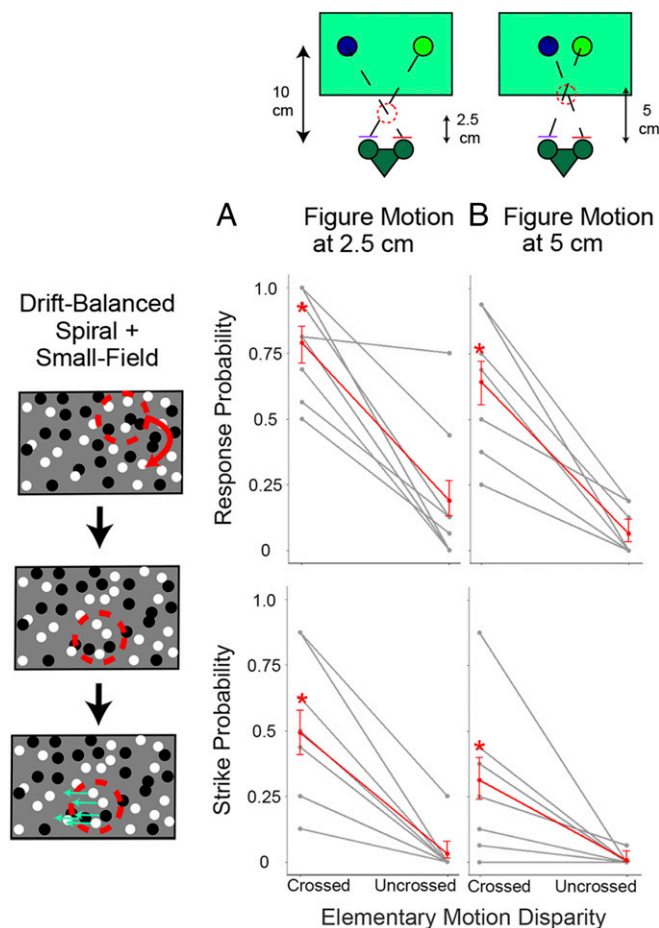 10
cm
2.5
cm
5
cm
A
Figure Motion
at 2.5 cm
B
Figure Motion
at 5 cm
Drift-Balanced
Spiral +
Small-Field
Response Probability
1.0
0.75
0.5
0.25
0
*
*
Strike Probability
1.0
0.75
0.5
0.25
0
*
*
Crossed
Uncrossed
Crossed
Uncrossed
Elementary Motion Disparity